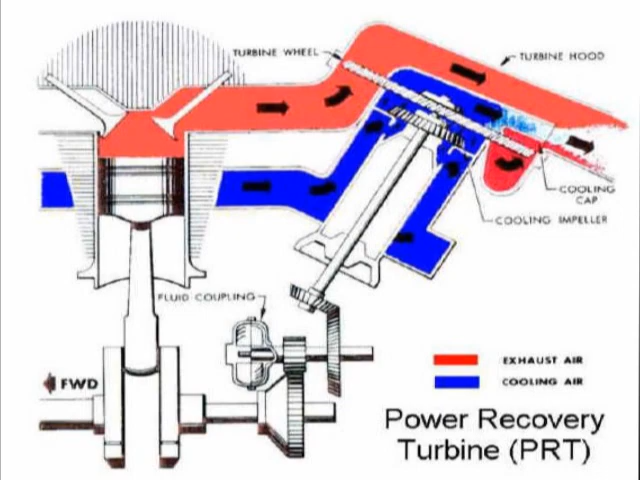 TURBINE WHEEL
TURBINE HOOD
COOLING
CAP
COOLING IMPELLER
FLUID COUPLING
FWD
EXHAUST AIR
COOLING AIR
Power Recovery
Turbine (PRT)